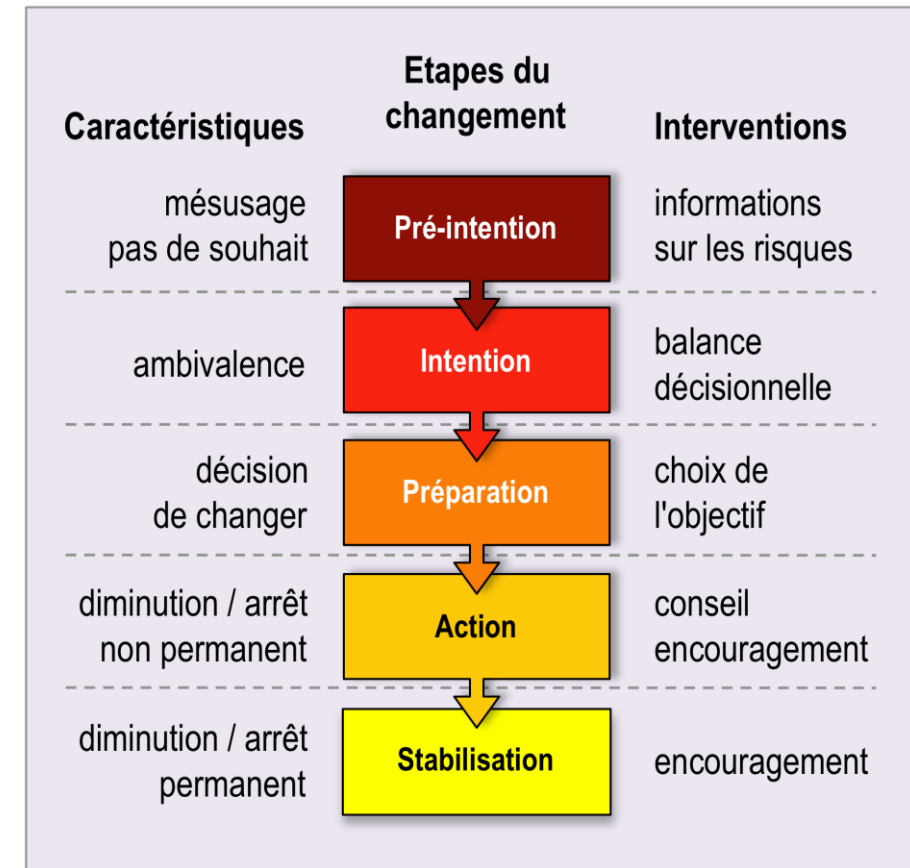 Etapes du
changement
Caractéristiques
Interventions
mésusage
pas de souhait
Pré-intention
informations
sur les risques
ambivalence
Intention
balance
décisionnelle
décision
de changer
Préparation
choix de
l'objectif
diminution / arrêt
non permanent
Action
conseil
encouragement
diminution / arrêt
permanent
Stabilisation
encouragement